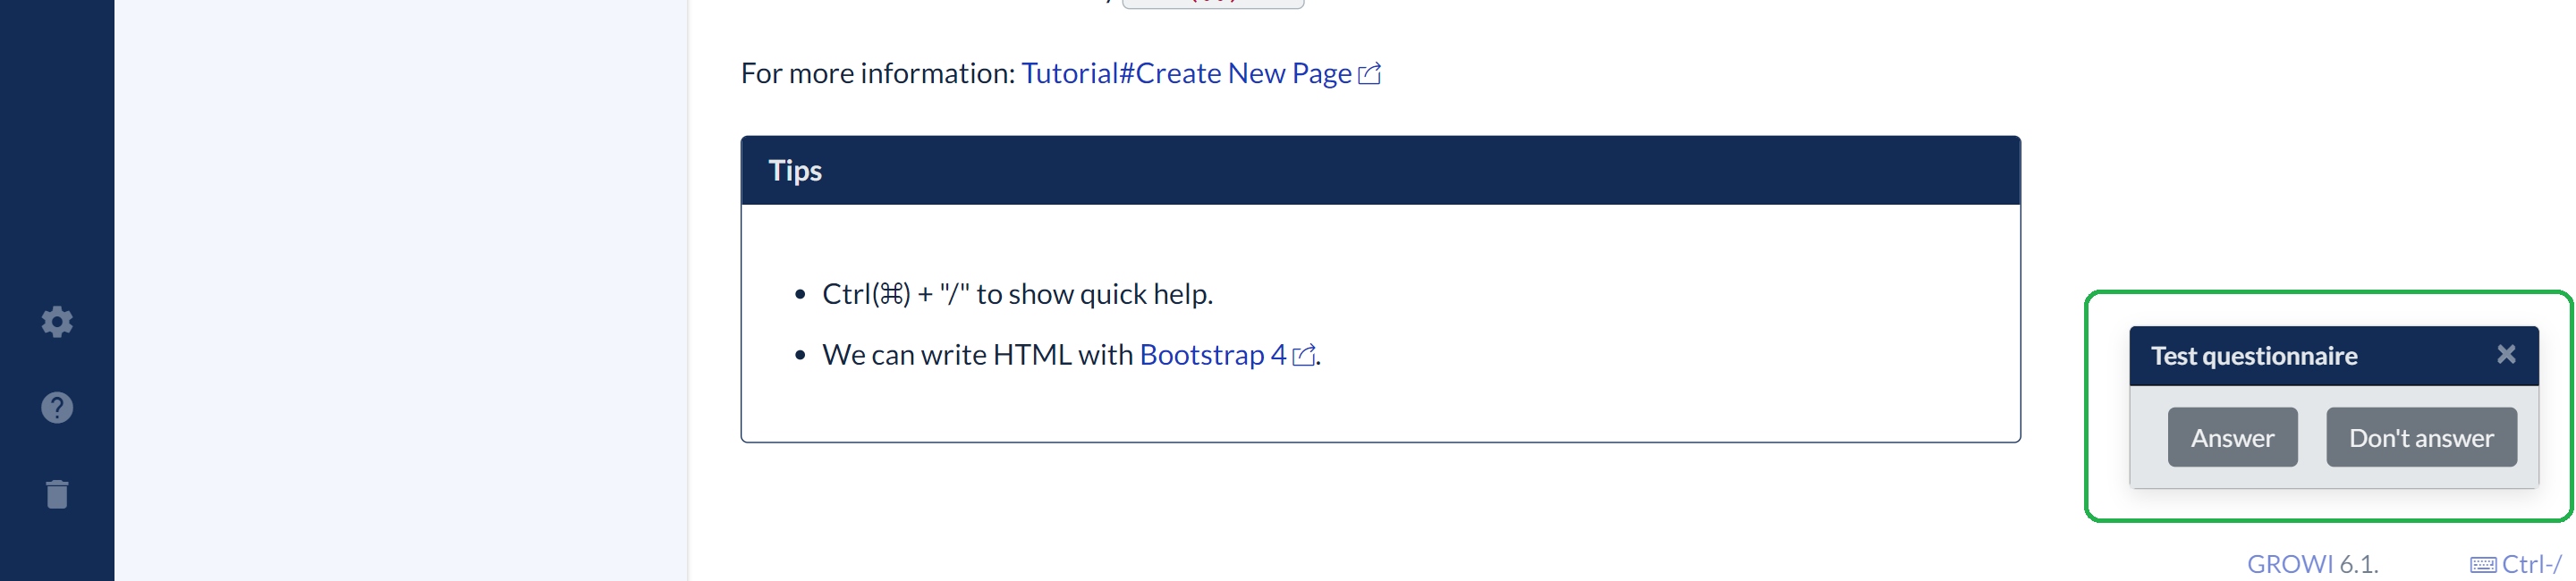 For more information: Tutorial#Create New Page
Tips
Ctrl(⌘) + "/" to show quick help.
We can write HTML with Bootstrap 4.
Test questionnaire
Answer Don't answer
GROWI 6.1. Ctrl-/